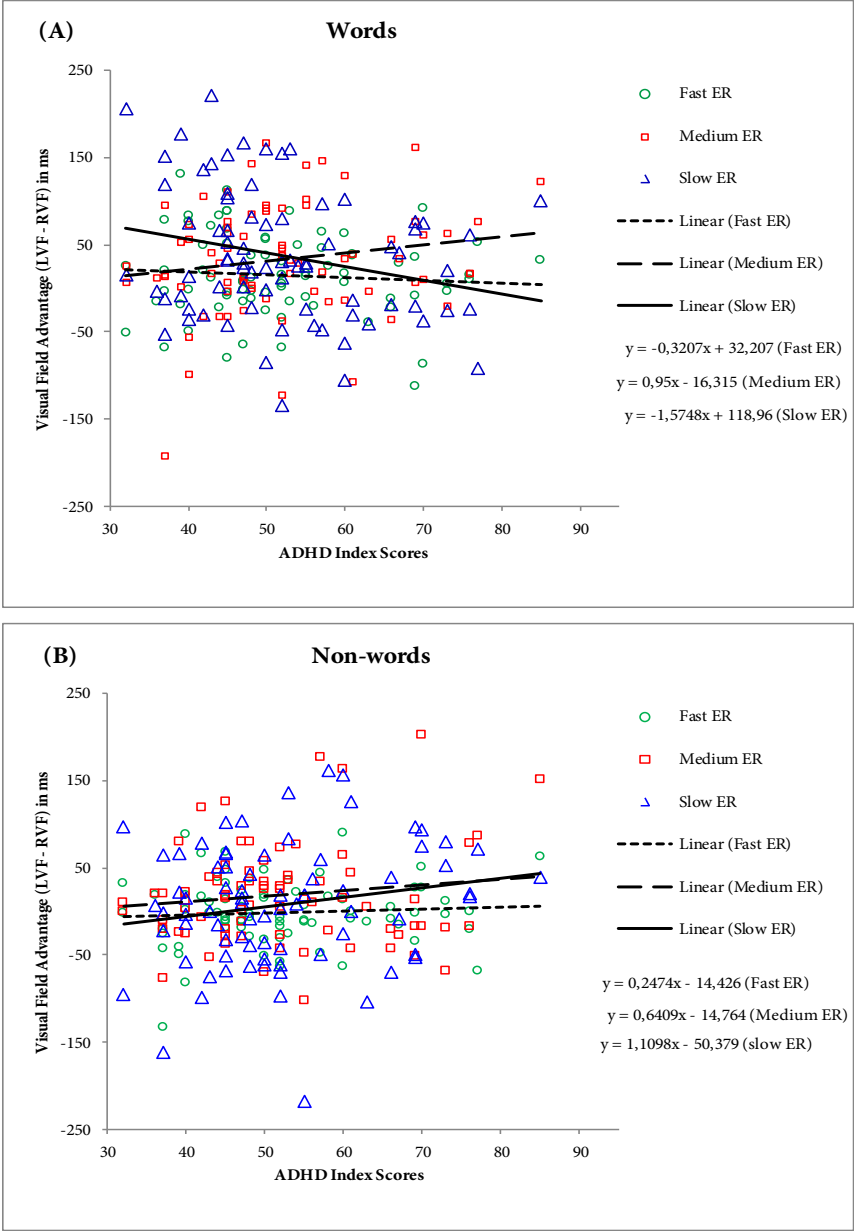 (A) Words
250
150
50
-50
-150
-250
30 40 50 60 70 80 90
Visual Field Advantage (LVF - RVF) in ms
ADHD Index Scores
Fast ER
Medium ER
Slow ER
Linear (Fast ER)
Linear (Medium ER)
Linear (Slow ER)
y = -0,3207x + 32,207 (Fast ER)
y = 0,95x - 16,315 (Medium ER)
y = -1,5748x + 118,96 (Slow ER)
(B) Non-words
250
150
50
-50
-150
-250
30 40 50 60 70 80 90
Visual Field Advantage (LVF - RVF) in ms
ADHD Index Scores
Fast ER
Medium ER
Slow ER
Linear (Fast ER)
Linear (Medium ER)
Linear (Slow ER)
y = 0,2474x - 14,426 (Fast ER)
y = 0,6409x - 14,764 (Medium ER)
y = 1,1098x - 50,379 (slow ER)